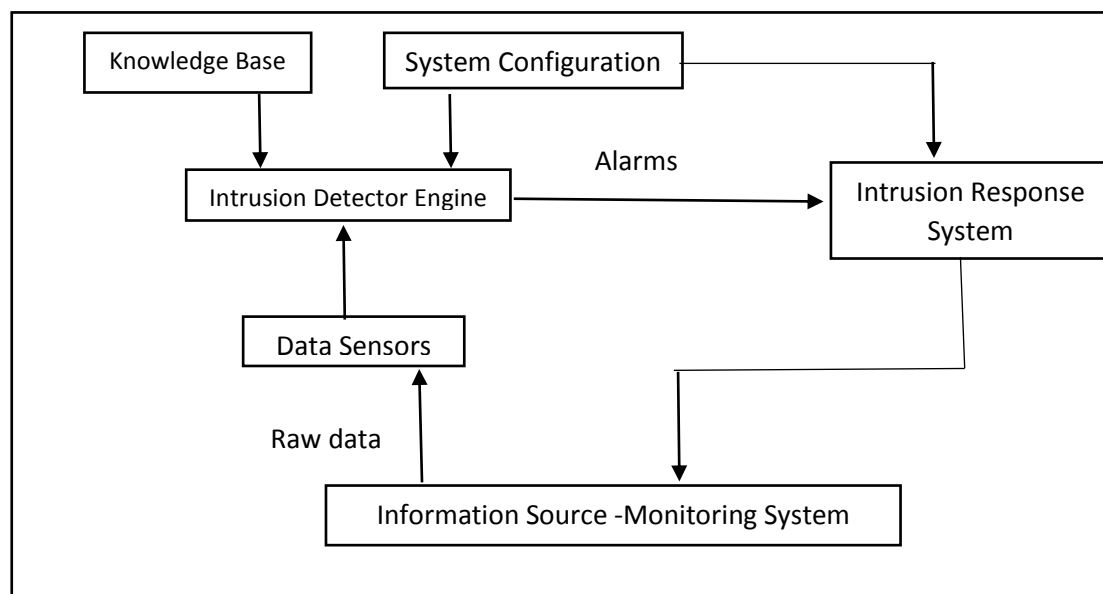 Knowledge Base
System Configuration
Alarms
Intrusion Detector Engine
Intrusion Response
System
Data Sensors
Raw data
Information Source -Monitoring System